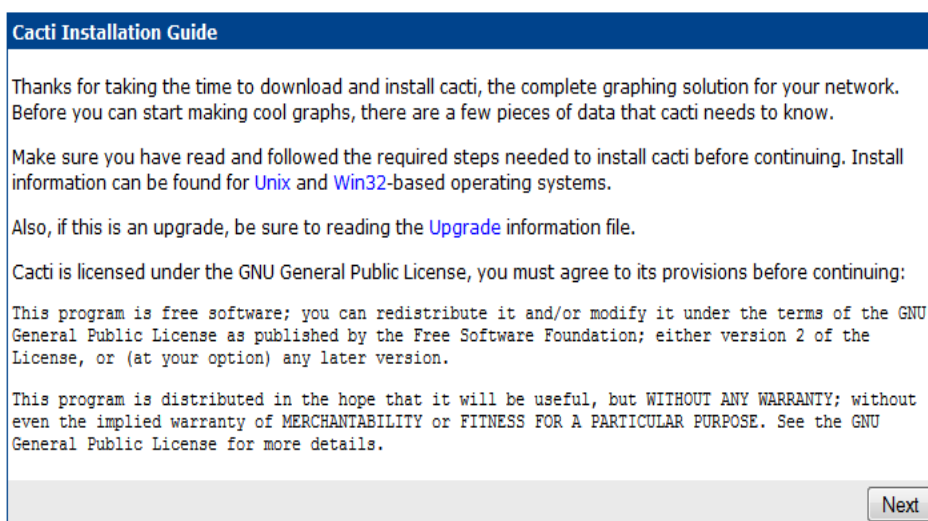 Cacti Installation Guide
Thanks for taking the time to download and install cacti, the complete graphing solution for your network.
Before you can start making cool graphs, there are a few pieces of data that cacti needs to know.
Make sure you have read and followed the required steps needed to install cacti before continuing. Install
information can be found for Unix and Win32-based operating systems.
Also, if this is an upgrade, be sure to reading the Upgrade information file.
Cacti is licensed under the GNU General Public License, you must agree to its provisions before continuing:
This program is free software; you can redistribute it and/or modify it under the terms of the GNU
General Public License as published by the Free Software Foundation; either version 2 of the
License, or (at your option) any later version.
This program is distributed in the hope that it will be useful, but WITHOUT ANY WARRANTY; without
even the implied warranty of MERCHANTABILITY or FITNESS FOR A PARTICULAR PURPOSE. See the GNU
General Public License for more details.
Next